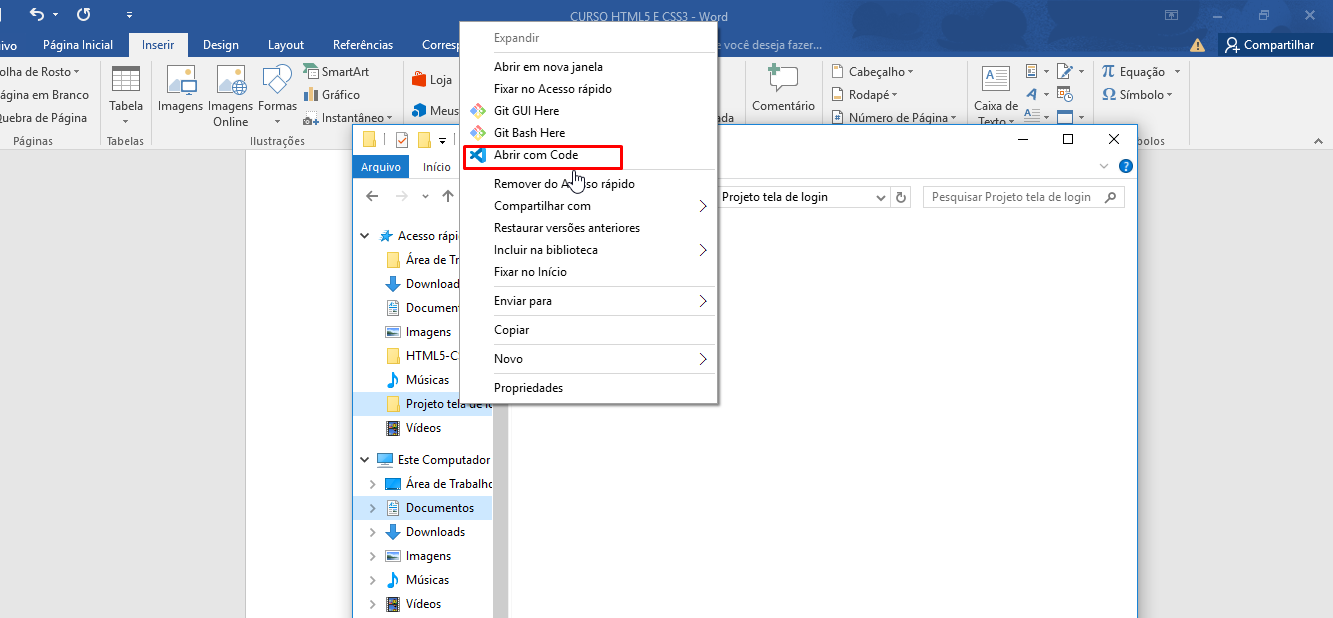 CURSO HTML5 E CSS3 - Word
ivo
Página Inicial
Inserir
Design
Layout
Referências
Corresp
e você deseja fazer...
Compartilhar
olha de Rosto
ágina em Branco
uebra de Página
Páginas
Tabela
Tabelas
Imagens
Imagens
Online
Formas
SmartArt
Gráfico
Instantâneo
Ilustrações
Loja
Meus
da
Comentário
Cabeçalho
Rodapé
Número de Página
Caixa de
Texto
Equação
Símbolo
bolos
Expandir
Abrir em nova janela
Fixar no Acesso rápido
Git GUI Here
Git Bash Here
Abrir com Code
Remover do Acesso rápido
Compartilhar com
Restaurar versões anteriores
Incluir na biblioteca
Fixar no Início
Enviar para
Copiar
Novo
Propriedades
Arquivo
Início
Projeto tela de login
Pesquisar Projeto tela de login
Acesso rápi
Área de Tr
Download
Documen
Imagens
HTML5-C
Músicas
Projeto tela de lo
Vídeos
Este Computador
Área de Trabalho
Documentos
Downloads
Imagens
Músicas
Vídeos